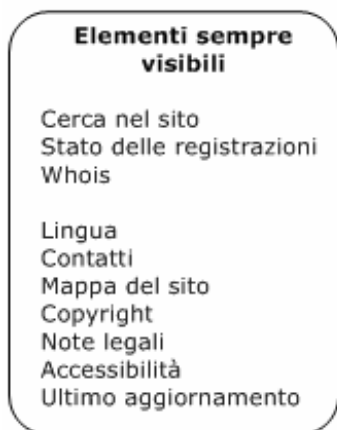 Elementi sempre
visibili
Cerca nel sito
Stato delle registrazioni
Whois
Lingua
Contatti
Mappa del sito
Copyright
Note legali
Accessibilità
Ultimo aggiornamento